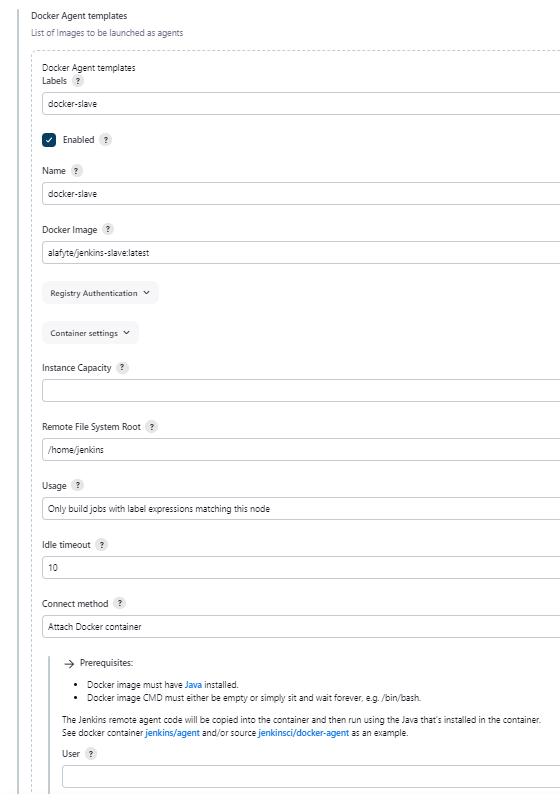 Docker Agent templates
List of Images to be launched as agents
Docker Agent templates
Labels ?
docker-slave
Enabled ?
Name ?
docker-slave
Docker Image ?
alafyte/jenkins-slave:latest
Registry Authentication
Container settings
Instance Capacity ?
Remote File System Root ?
/home/jenkins
Usage ?
Only build jobs with label expressions matching this node
Idle timeout ?
10
Connect method ?
Attach Docker container
→ Prerequisites:
• Docker image must have Java installed.
• Docker image CMD must either be empty or simply sit and wait forever, e.g. /bin/bash.
The Jenkins remote agent code will be copied into the container and then run using the Java that's installed in the container.
See docker container jenkins/agent and/or source jenkinsci/docker-agent as an example.
User ?